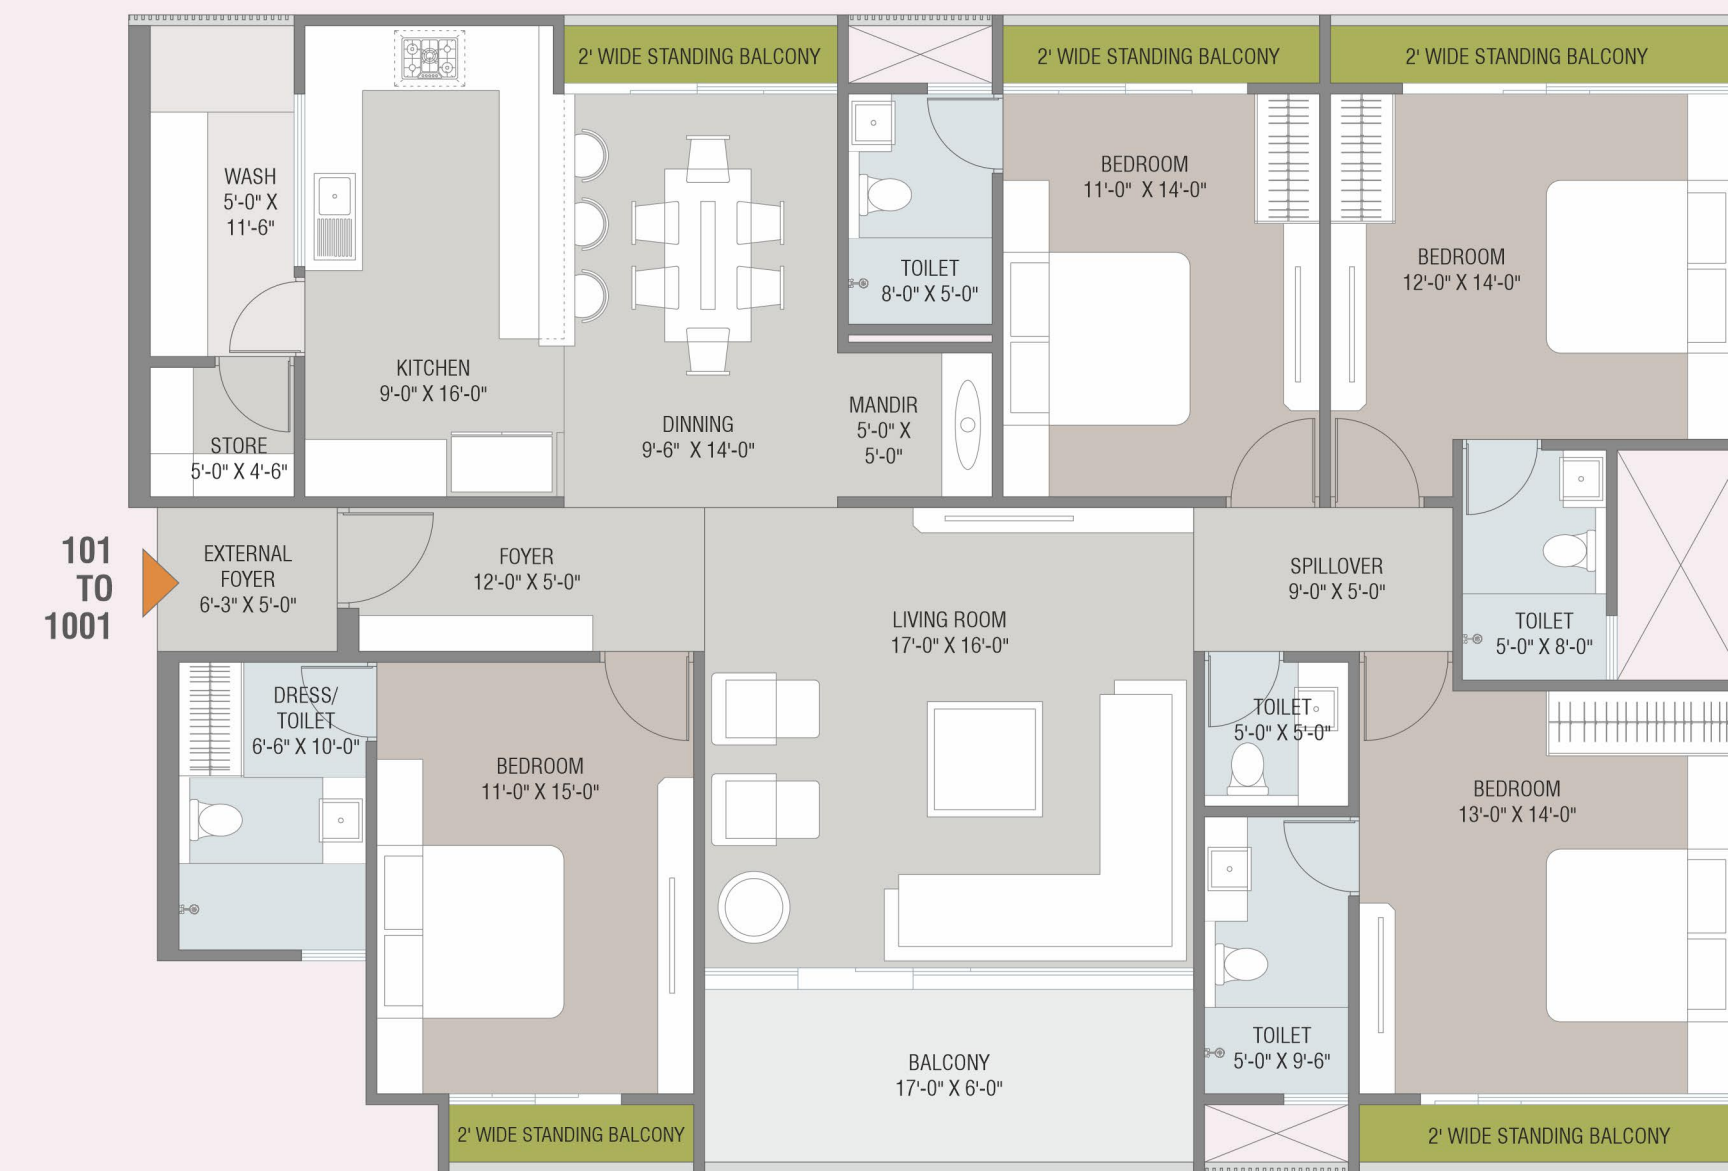 2' WIDE STANDING BALCONY
2' WIDE STANDING BALCONY
2' WIDE STANDING BALCONY
WASH
5'-0" X
11'-6"
TOILET
8'-0" X 5'-0"
BEDROOM
11'-0" X 14'-0"
BEDROOM
12'-0" X 14'-0"
KITCHEN
9'-0" X 16'-0"
DINNING
9'-6" X 14'-0"
MANDIR
5'-0" X
5'-0"
STORE
5'-0" X 4'-6"
101
TO
1001
EXTERNAL
FOYER
6'-3" X 5'-0"
FOYER
12'-0" X 5'-0"
LIVING ROOM
17'-0" X 16'-0"
SPILLOVER
9'-0" X 5'-0"
TOILET
5'-0" X 8'-0"
DRESS/
TOILET
6'-6" X 10'-0"
BEDROOM
11'-0" X 15'-0"
TOILET
5'-0" X 5'-0"
BEDROOM
13'-0" X 14'-0"
BALCONY
17'-0" X 6'-0"
TOILET
5'-0" X 9'-6"
2' WIDE STANDING BALCONY
2' WIDE STANDING BALCONY